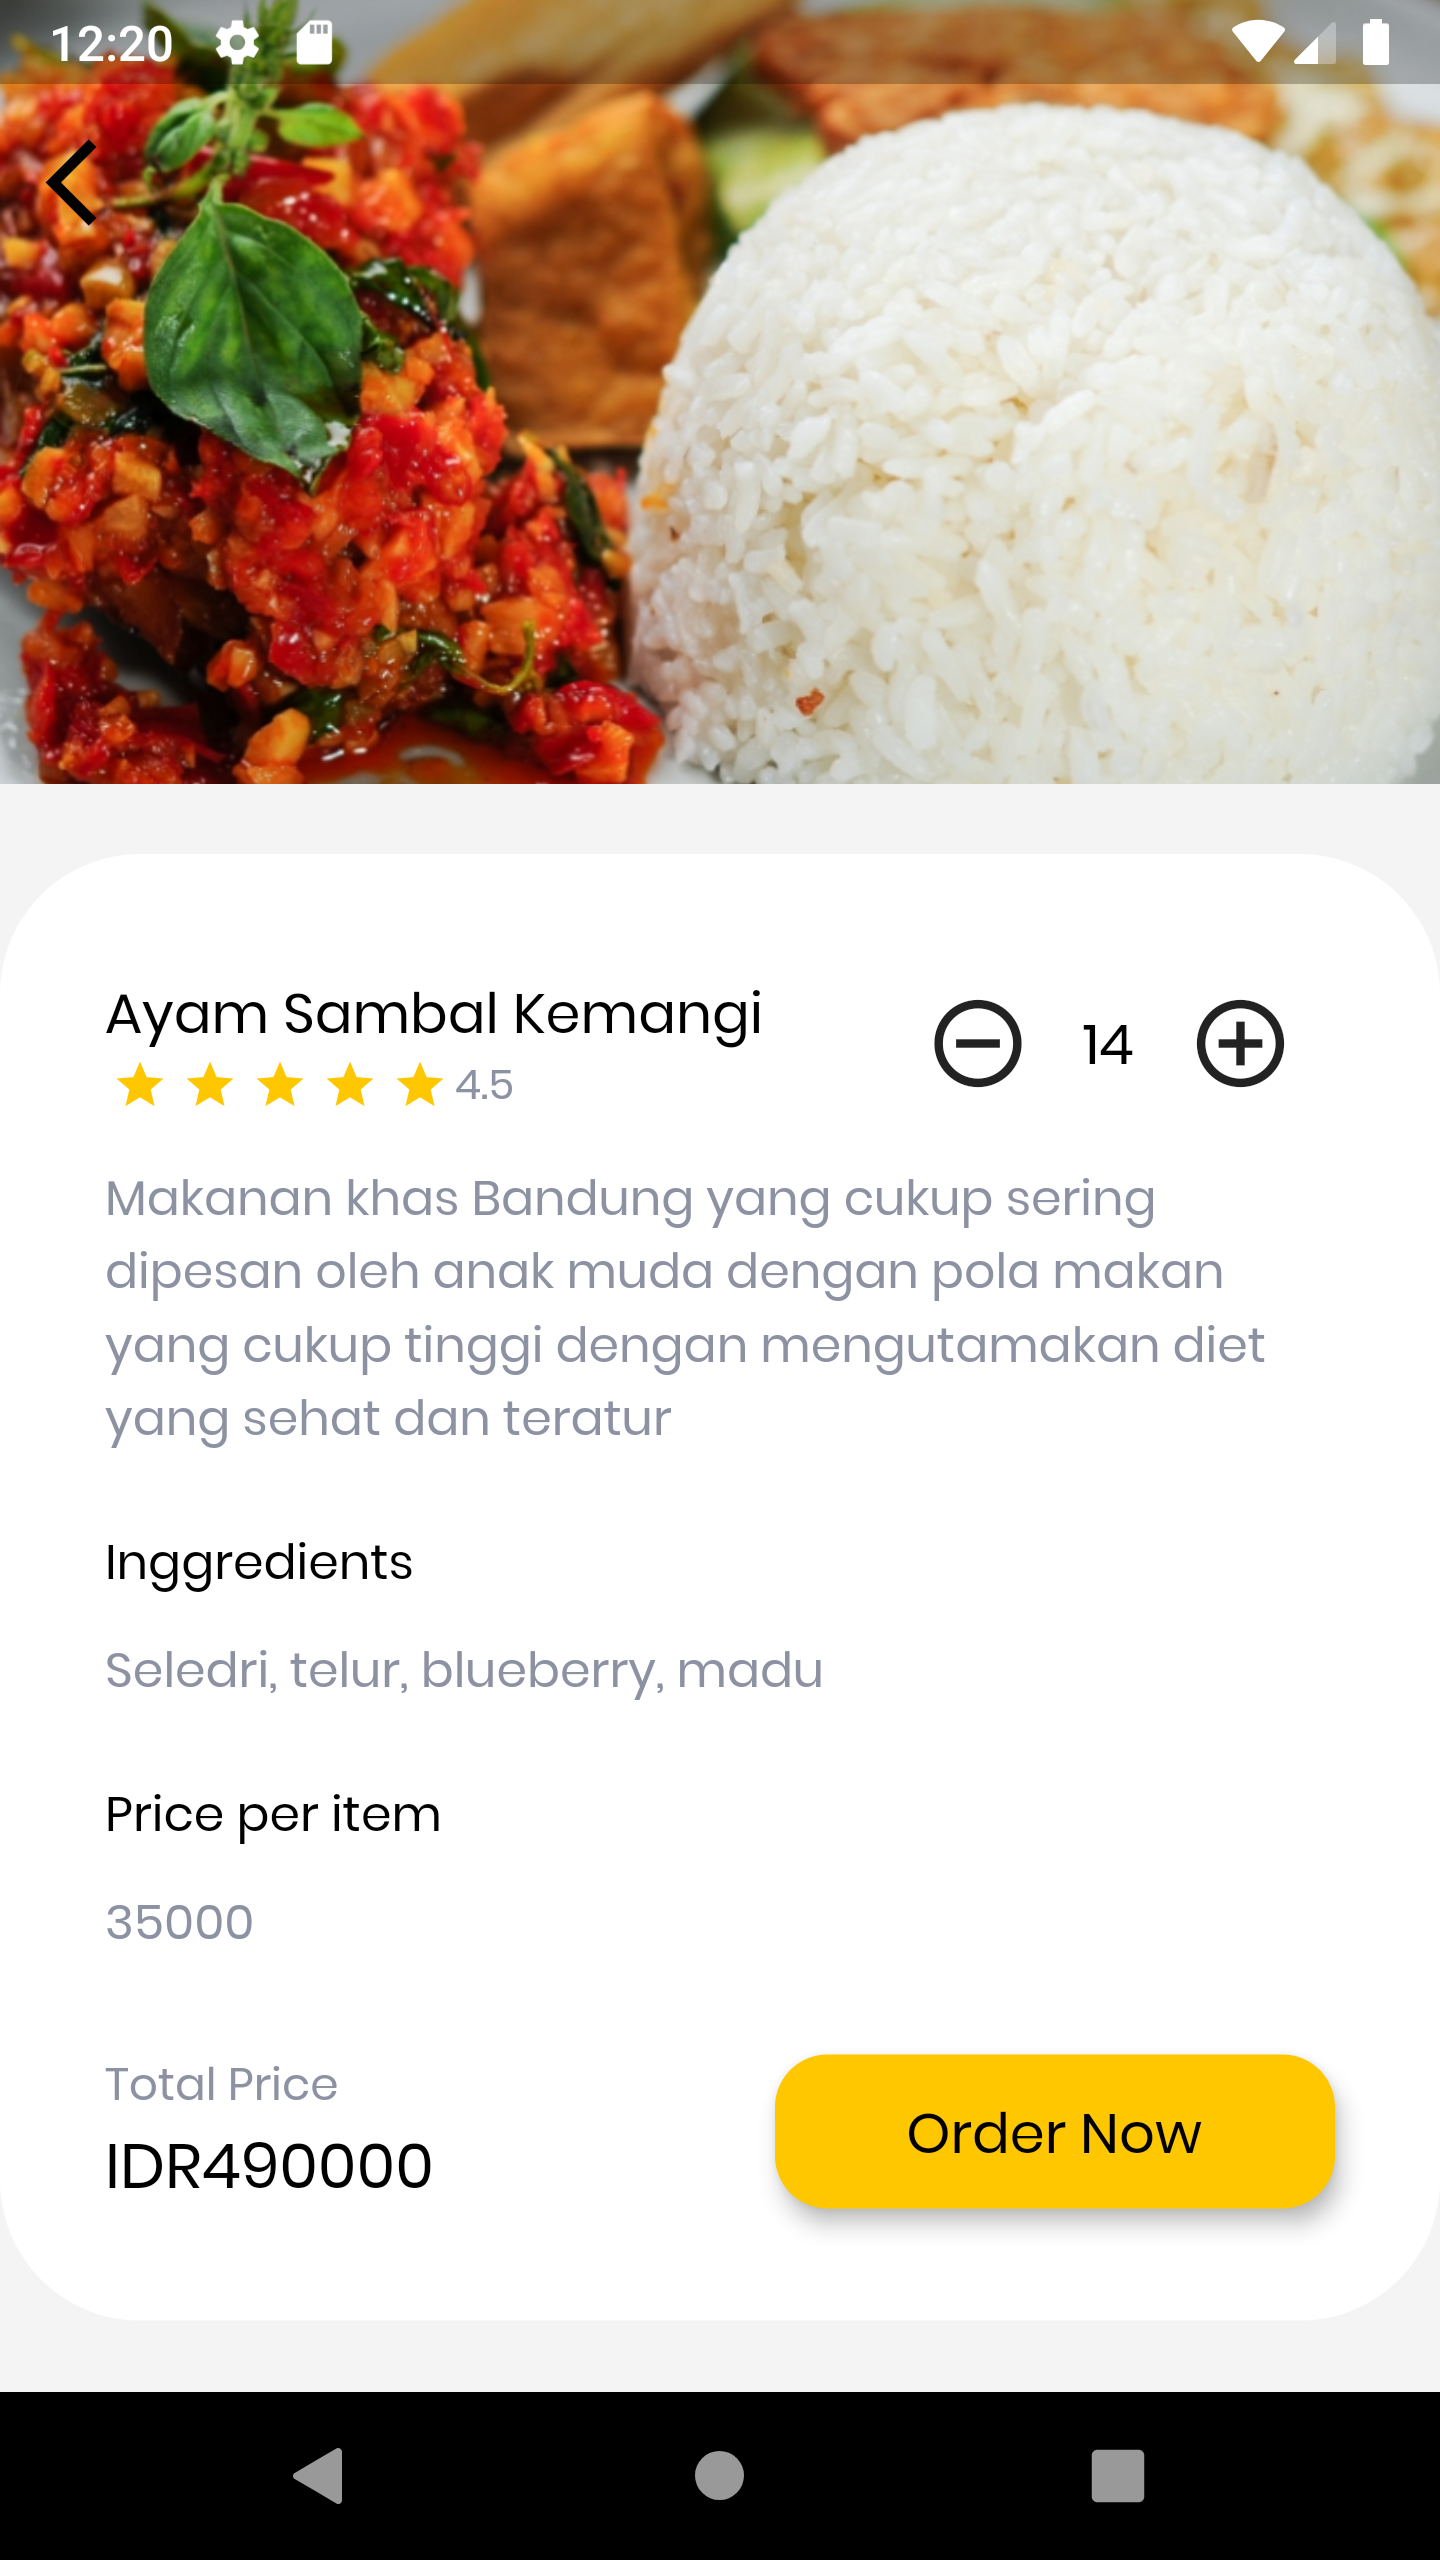 12:20
Ayam Sambal Kemangi
14
4.5
Makanan khas Bandung yang cukup sering
dipesan oleh anak muda dengan pola makan
yang cukup tinggi dengan mengutamakan diet
yang sehat dan teratur
Inggredients
Seledri, telur, blueberry, madu
Price per item
35000
Total Price
IDR490000
Order Now